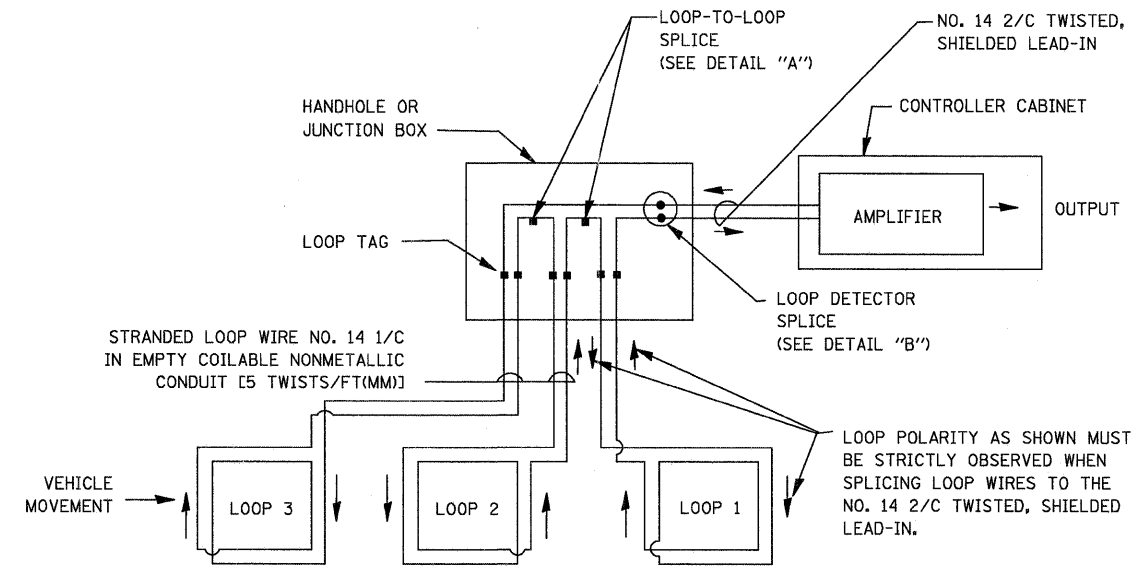 LOOP-TO-LOOP
SPLICE
(SEE DETAIL "A")
NO. 14 2/C TWISTED,
SHIELDED LEAD-IN
HANDHOLE OR
JUNCTION BOX
CONTROLLER CABINET
AMPLIFIER
OUTPUT
LOOP TAG
LOOP DETECTOR
SPLICE
(SEE DETAIL "B")
STRANDED LOOP WIRE NO. 14 1/C
IN EMPTY COILABLE NONMETALLIC
CONDUIT [5 TWISTS/FT(MM)]
LOOP POLARITY AS SHOWN MUST
BE STRICTLY OBSERVED WHEN
SPLICING LOOP WIRES TO THE
NO. 14 2/C TWISTED, SHIELDED
LEAD-IN.
VEHICLE
MOVEMENT
LOOP 3
LOOP 2
LOOP 1